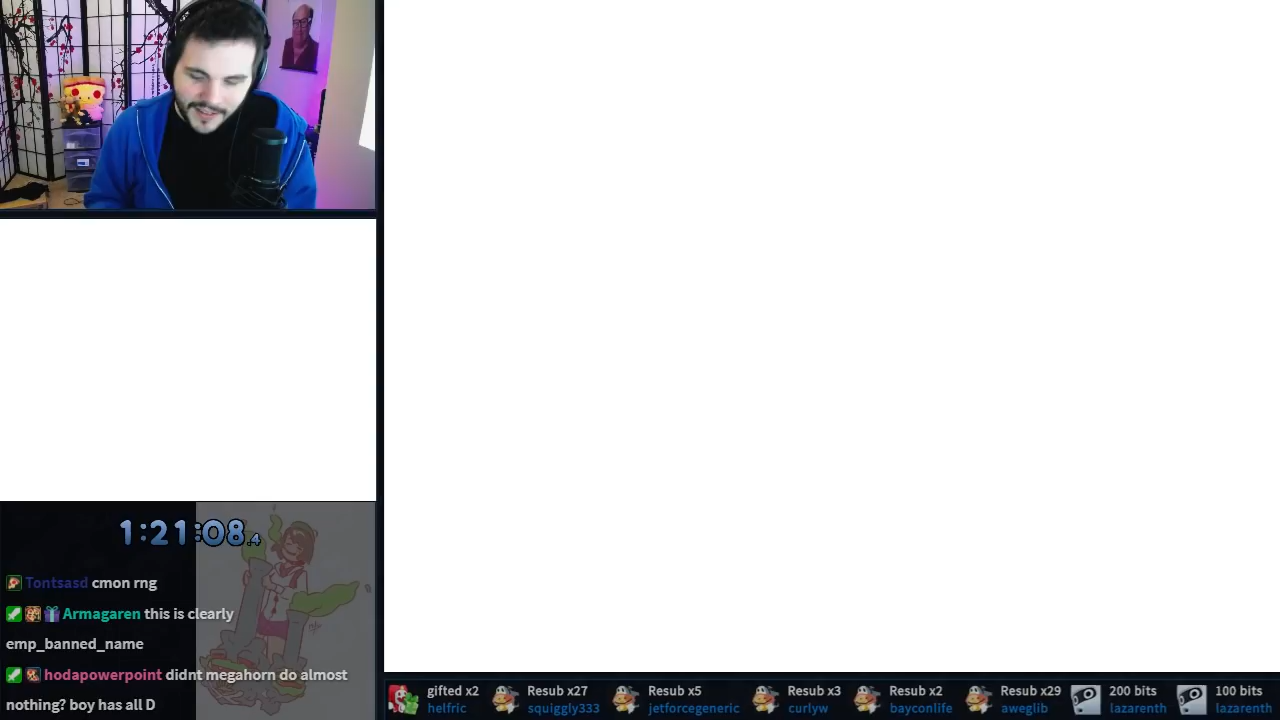 1:21:08.4
Tontsasd cmon rng
Armagaren this is clearly
emp_banned_name
hodapowerpoint didnt megahorn do almost
nothing? boy has all D
gifted x2
helfric
Resub x27
squiggly333
Resub x5
jetforcegeneric
Resub x3
curlyw
Resub x2
bayconlife
Resub x29
aweglib
200 bits
lazarenth
100 bits
lazarenth